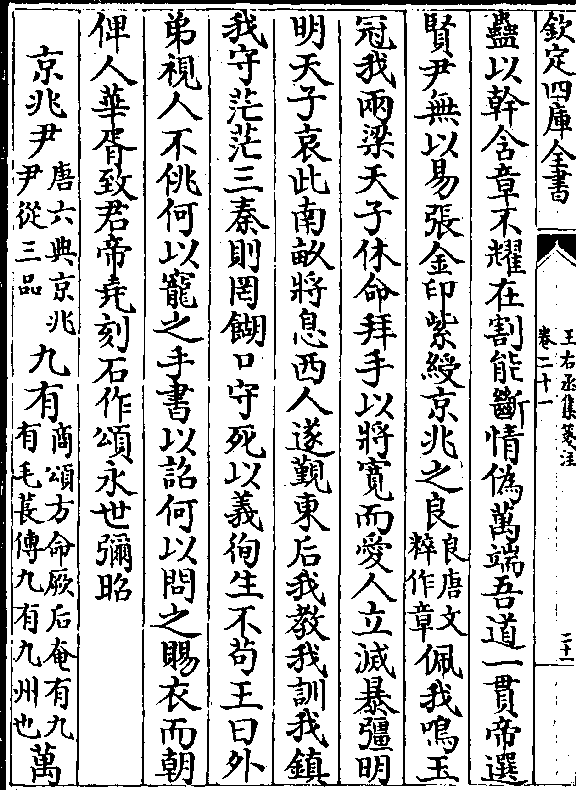 欽定四庫全書
王右丞集箋注
卷二十一
二十一
蠱以幹含章不耀在割能斷情偽萬端吾道一貫帝選
賢尹無以易張金印紫綬京兆之良良唐文粹作章佩我鳴玉
冠我兩梁天子休命拜手以將寛而愛人立滅暴彊明
明天子哀此南畝將息西人遂覲東后我教我訓我鎮
我守茫茫三秦則罔餬口守死以義徇生不茍王曰外
弟視人不佻何以寵之手書以詔何以問之賜衣而朝
俾人華胥致君帝堯刻石作頌永世彌昭
京兆尹唐六典京兆尹從三品九有商頌方命厥后奄有九有毛萇傳九有九州也萬